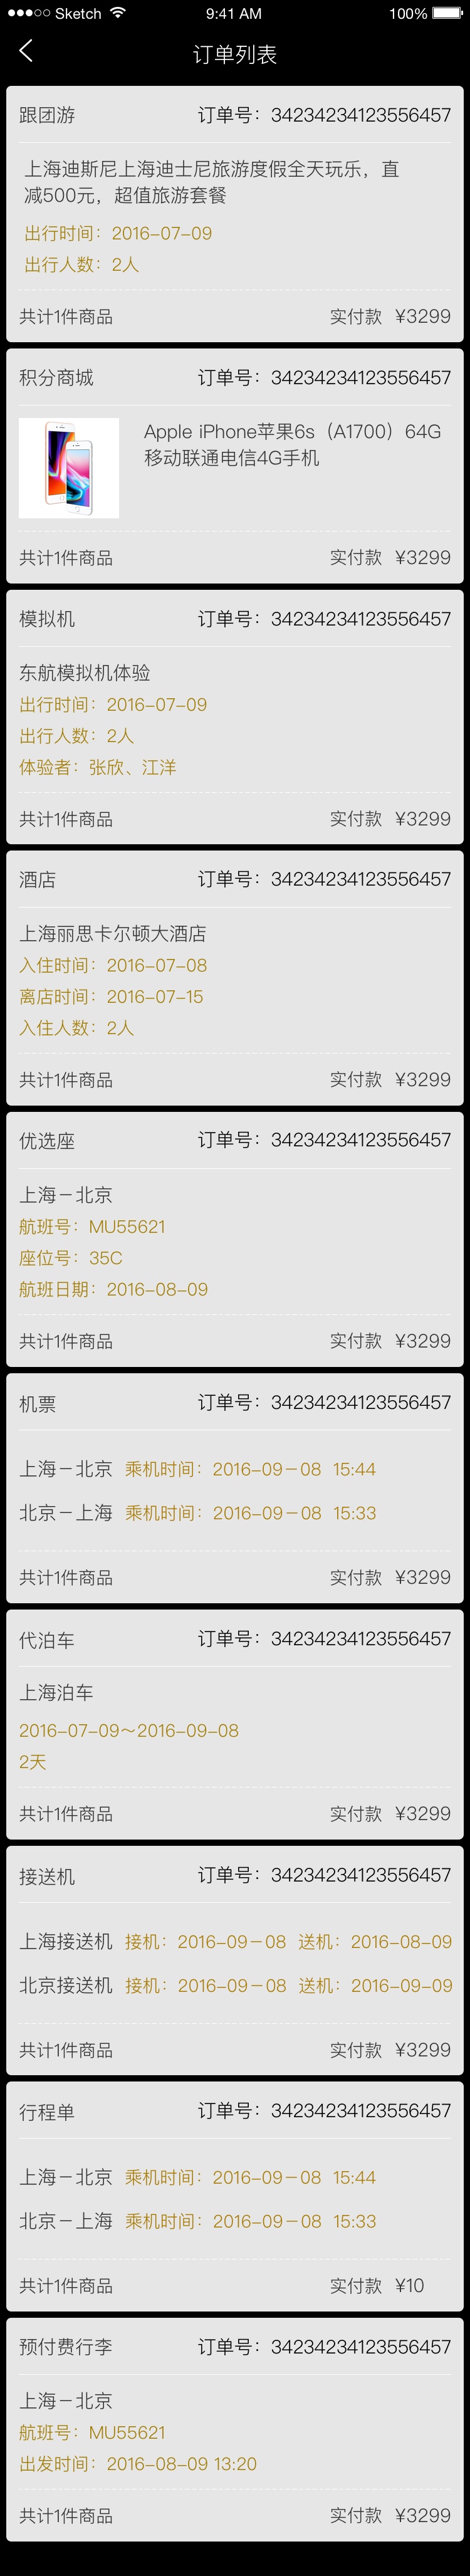 Sketch 9:41 AM 100%
订单列表
跟团游 订单号：34234234123556457
上海迪斯尼上海迪士尼旅游度假全天玩乐，直
减500元，超值旅游套餐
出行时间：2016-07-09
出行人数：2人
共计1件商品 实付款 ¥3299
积分商城 订单号：34234234123556457
Apple iPhone苹果6s（A1700）64G
移动联通电信4G手机
共计1件商品 实付款 ¥3299
模拟机 订单号：34234234123556457
东航模拟机体验
出行时间：2016-07-09
出行人数：2人
体验者：张欣、江洋
共计1件商品 实付款 ¥3299
酒店 订单号：34234234123556457
上海丽思卡尔顿大酒店
入住时间：2016-07-08
离店时间：2016-07-15
入住人数：2人
共计1件商品 实付款 ¥3299
优选座 订单号：34234234123556457
上海－北京
航班号：MU55621
座位号：35C
航班日期：2016-08-09
共计1件商品 实付款 ¥3299
机票 订单号：34234234123556457
上海－北京 乘机时间：2016-09－08 15:44
北京－上海 乘机时间：2016-09－08 15:33
共计1件商品 实付款 ¥3299
代泊车 订单号：34234234123556457
上海泊车
2016-07-09～2016-09-08
2天
共计1件商品 实付款 ¥3299
接送机 订单号：34234234123556457
上海接送机 接机：2016-09－08 送机：2016-08-09
北京接送机 接机：2016-09－08 送机：2016-09-09
共计1件商品 实付款 ¥3299
行程单 订单号：34234234123556457
上海－北京 乘机时间：2016-09－08 15:44
北京－上海 乘机时间：2016-09－08 15:33
共计1件商品 实付款 ¥10
预付费行李 订单号：34234234123556457
上海－北京
航班号：MU55621
出发时间：2016-08-09 13:20
共计1件商品 实付款 ¥3299